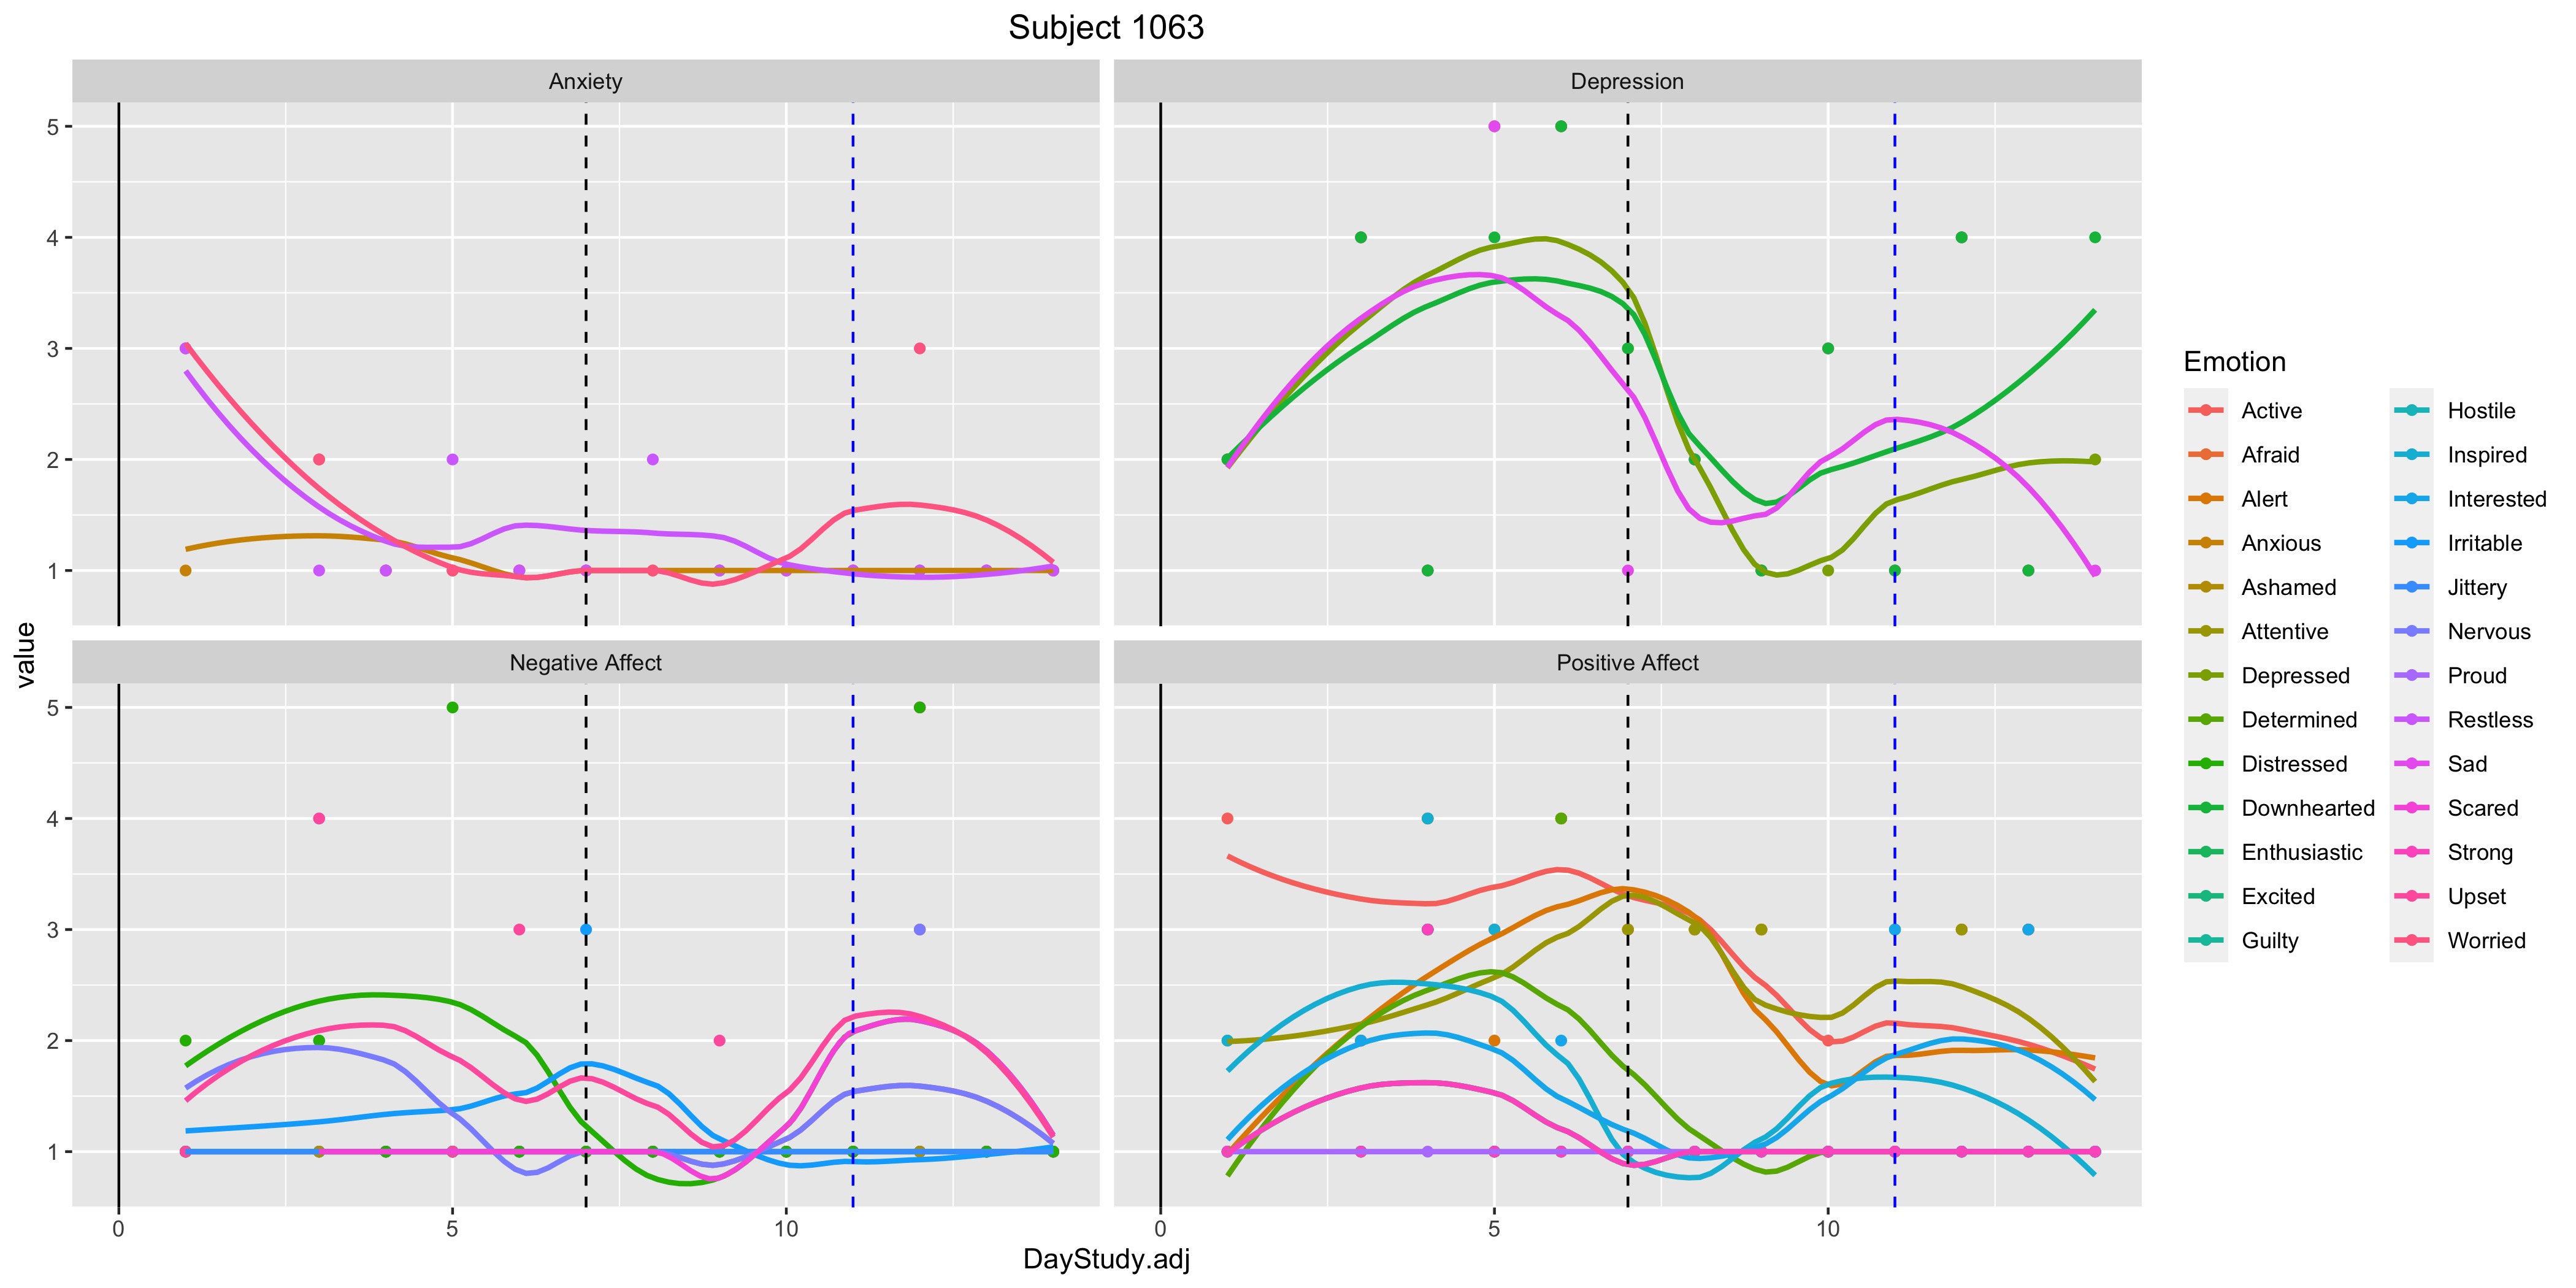 Subject 1063
Anxiety
Depression
5
4
3
2
1
value
Negative Affect
Positive Affect
5
4
3
2
1
0
5
10
0
5
10
DayStudy.adj
Emotion
Active
Afraid
Alert
Anxious
Ashamed
Attentive
Depressed
Determined
Distressed
Downhearted
Enthusiastic
Excited
Guilty
Hostile
Inspired
Interested
Irritable
Jittery
Nervous
Proud
Restless
Sad
Scared
Strong
Upset
Worried